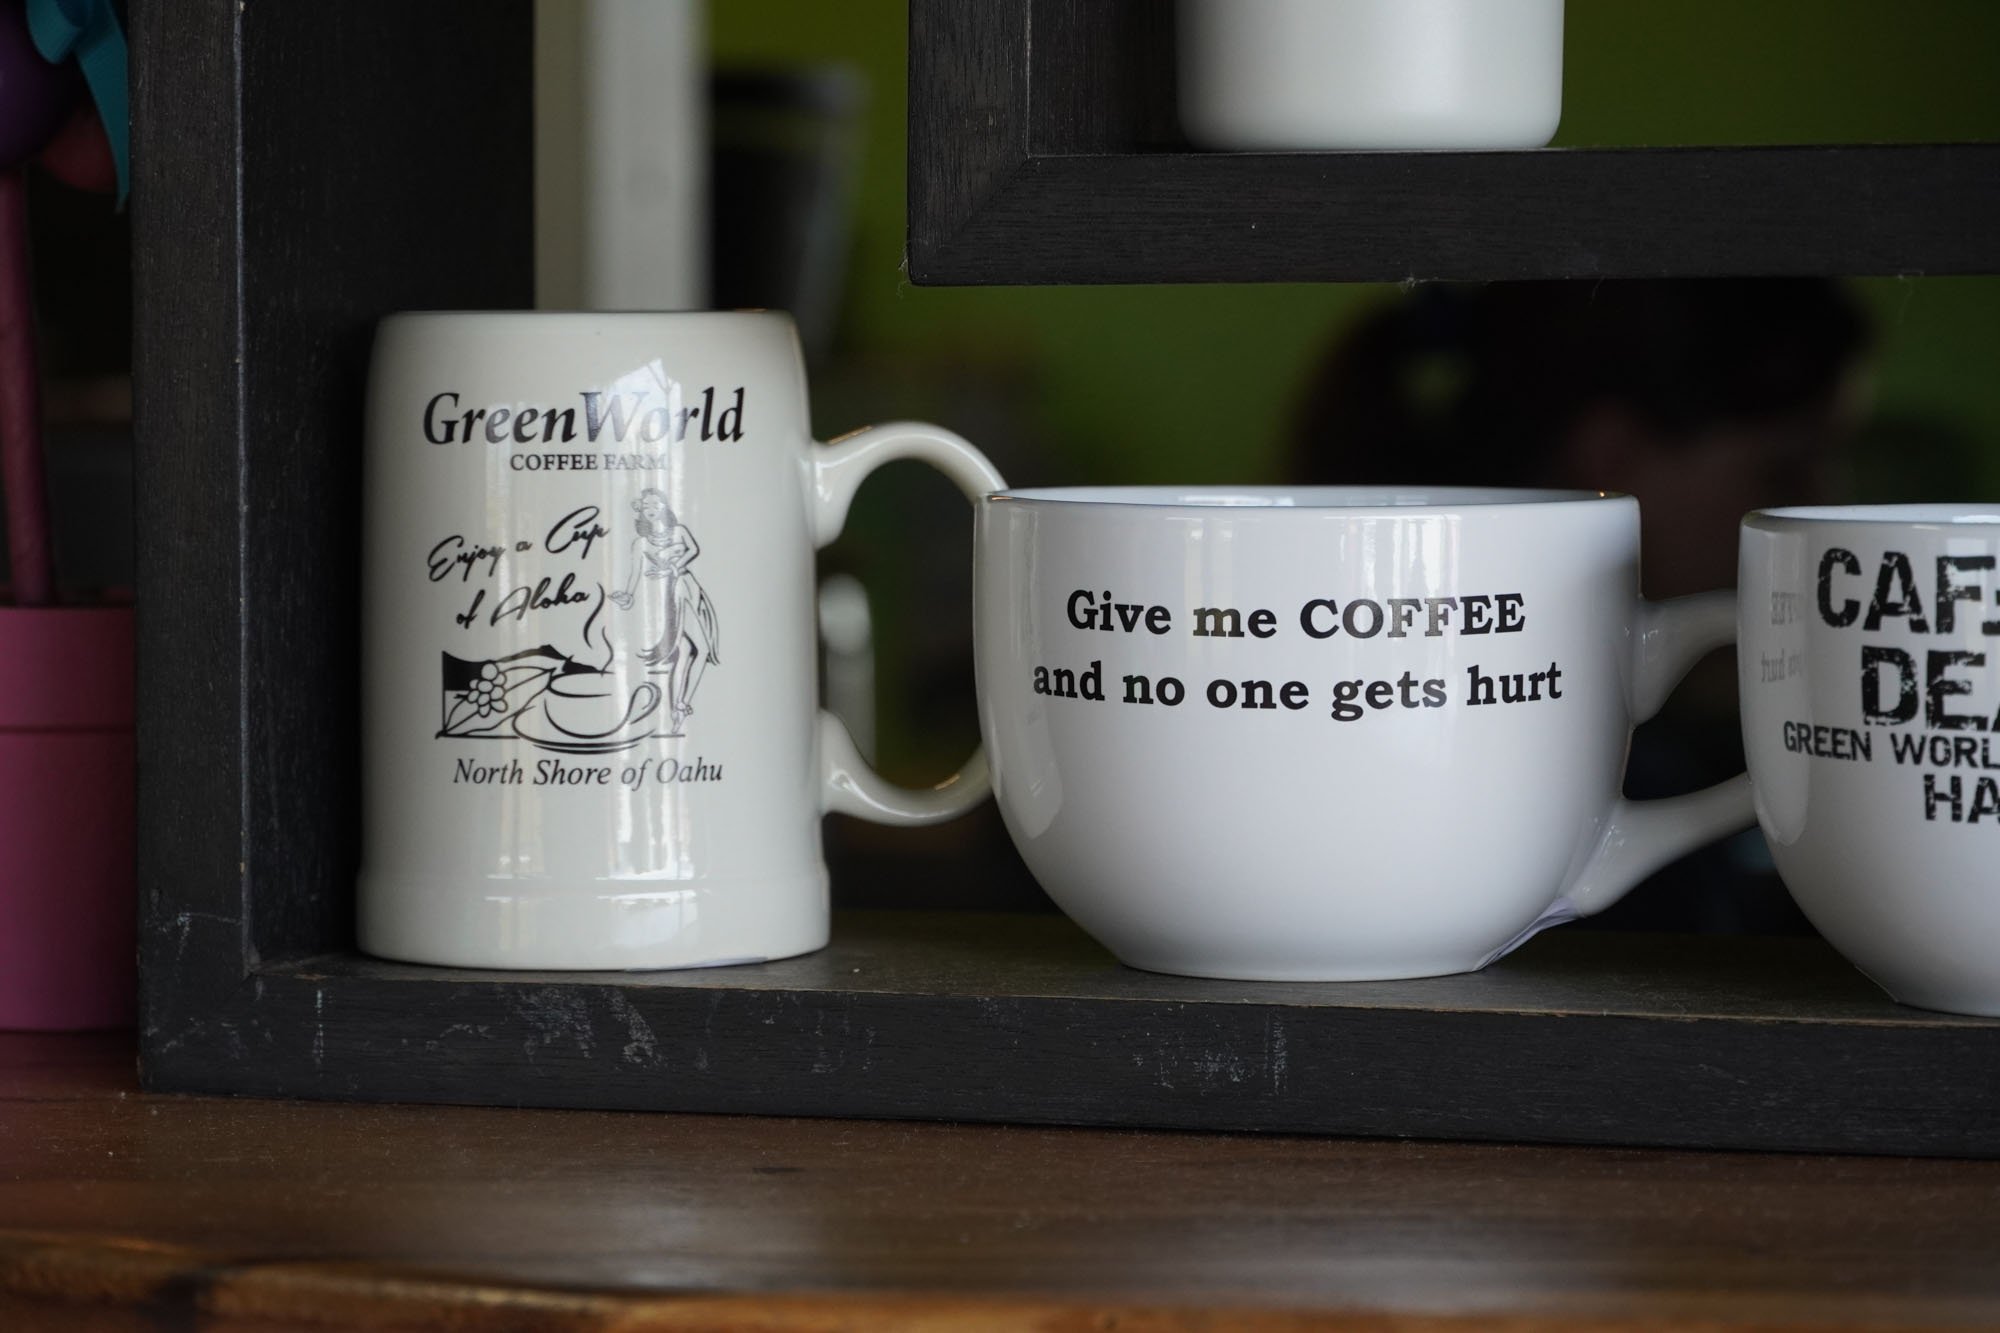 GreenWorld
COFFEE FARM
Enjoy a Cup
of Aloha
North Shore of Oahu
Give me COFFEE
and no one gets hurt
GREEN